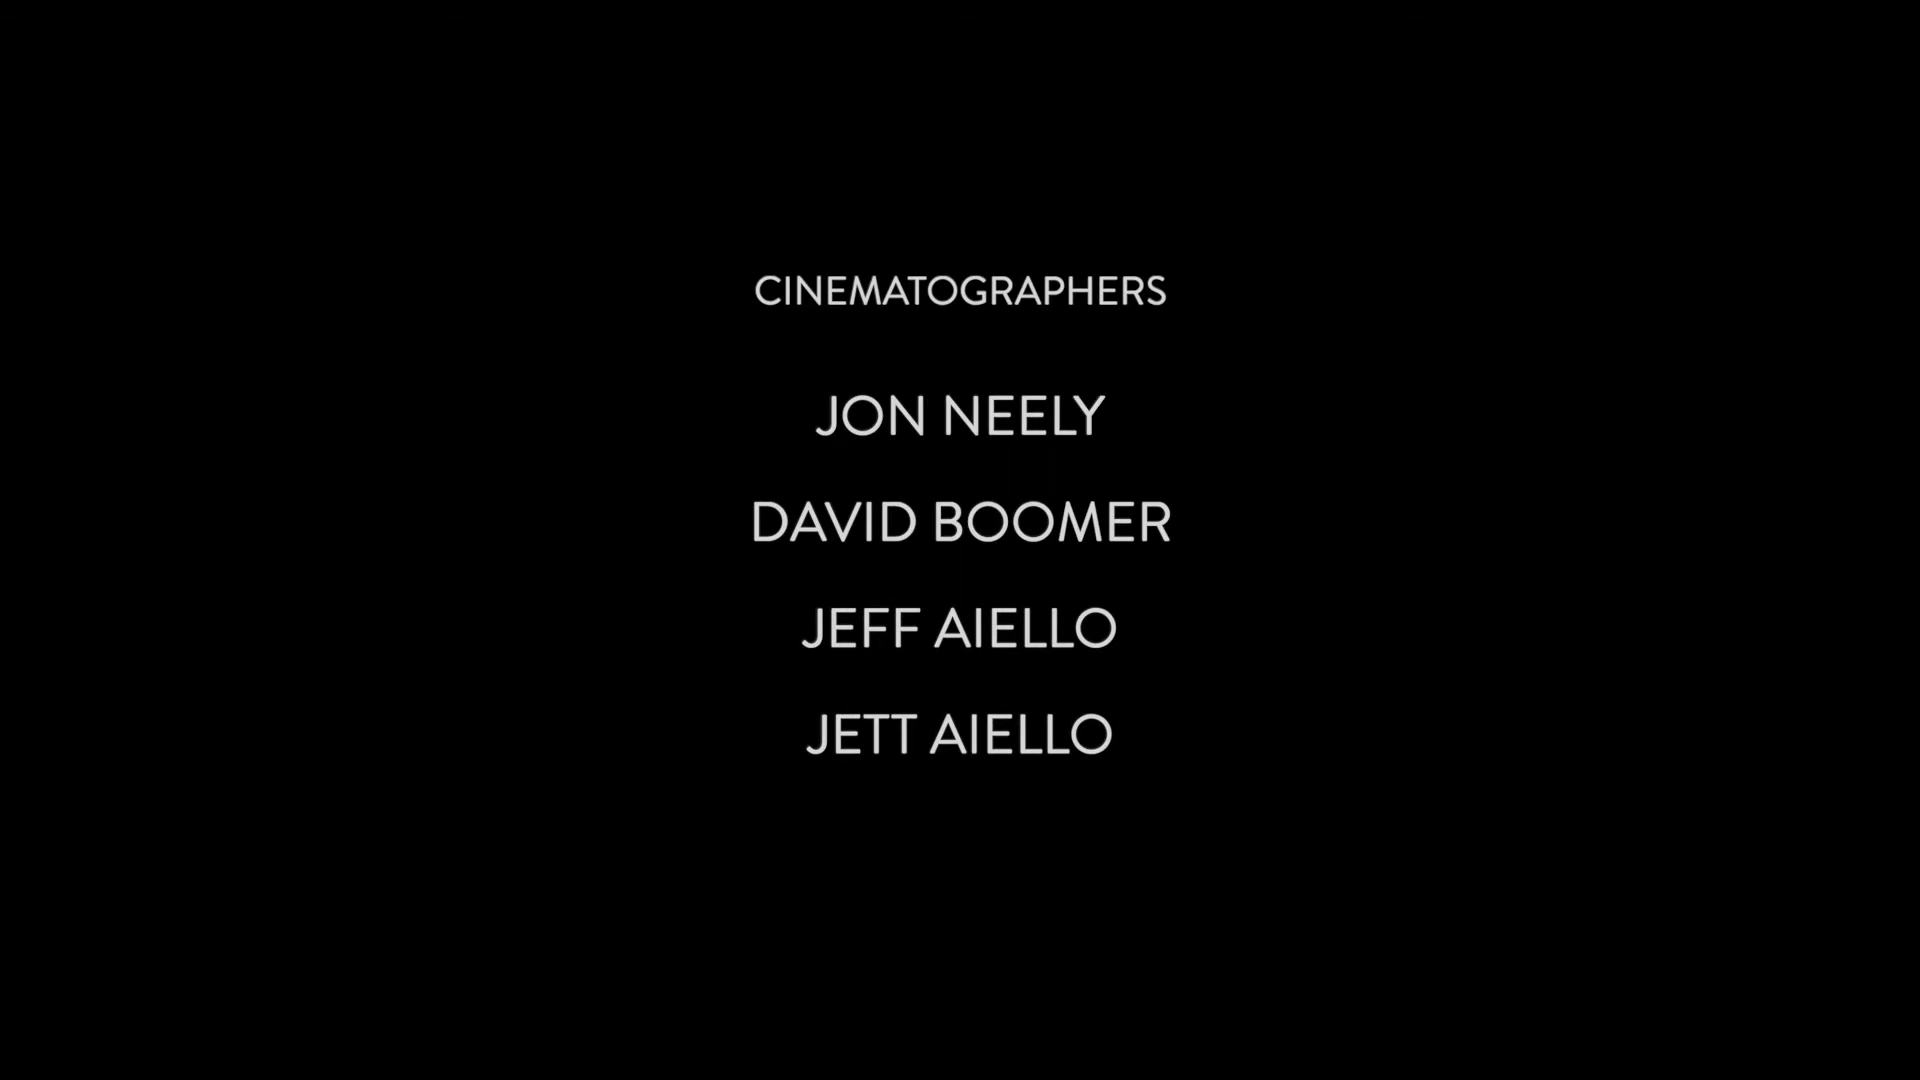 CINEMATOGRAPHERS
JON NEELY
DAVID BOOMER
JEFF AIELLO
JETT AIELLO